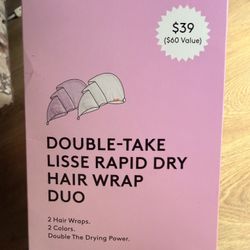 $39
($60 Value)
DOUBLE-TAKE
LISSE RAPID DRY
HAIR WRAP
DUO
2 Hair Wraps.
2 Colors.
Double The Drying Power.